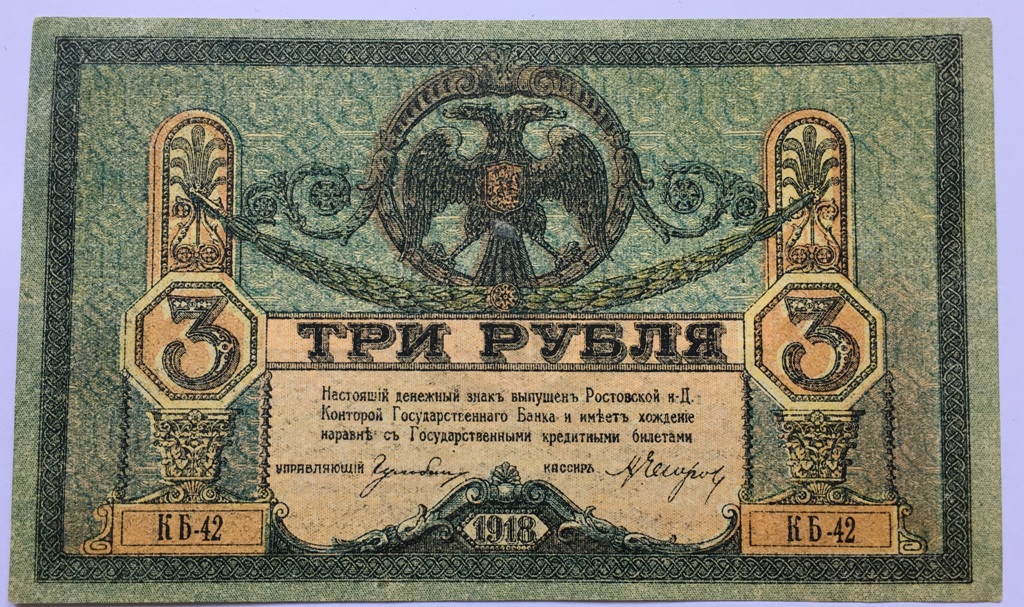 3
3
ТРИ РУБЛЯ
Настоящій денежный знакъ выпущенъ Ростовской н-Д.
Конторой Государственнаго Банка и имѣетъ хожденіе
наравнѣ съ Государственными кредитными билетами
УПРАВЛЯЮЩІЙ
КАССИРЪ
КБ-42
1918
КБ-42